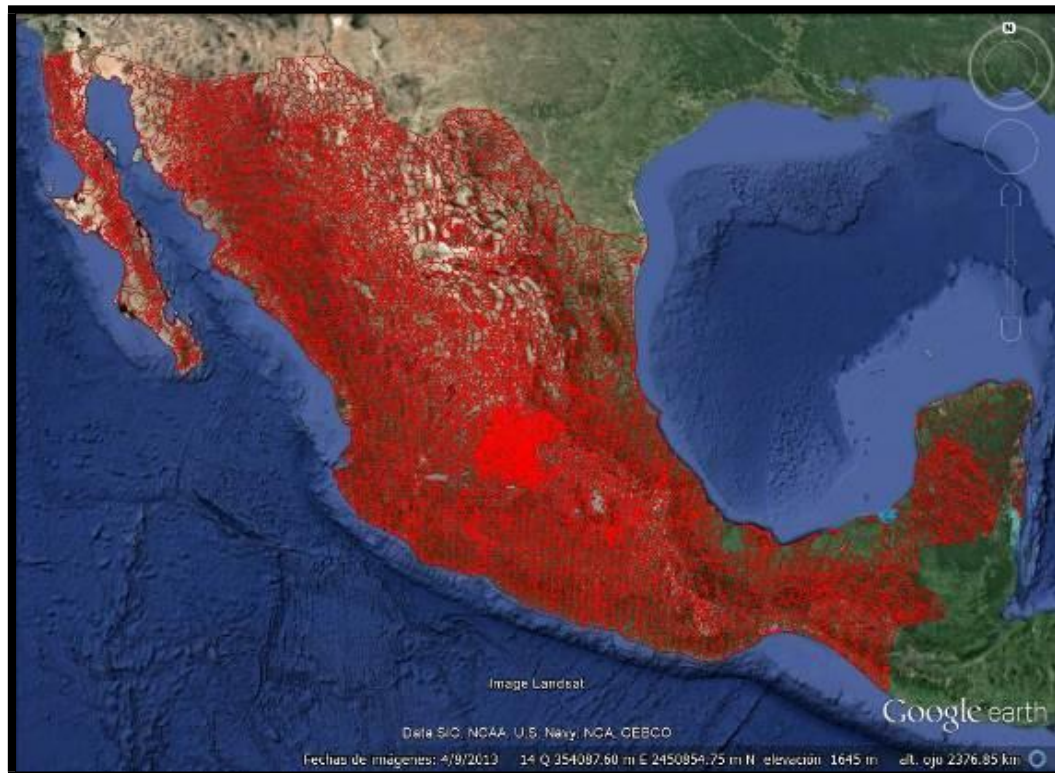 N
Image Landsat
Data SIO, NOAA, U.S. Navy, NGA, GEBCO
Google earth
Fechas de imágenes: 4/9/2013 14 Q 354087.60 m E 2450854.75 m N elevación 1645 m alt. ojo 2376.85 km